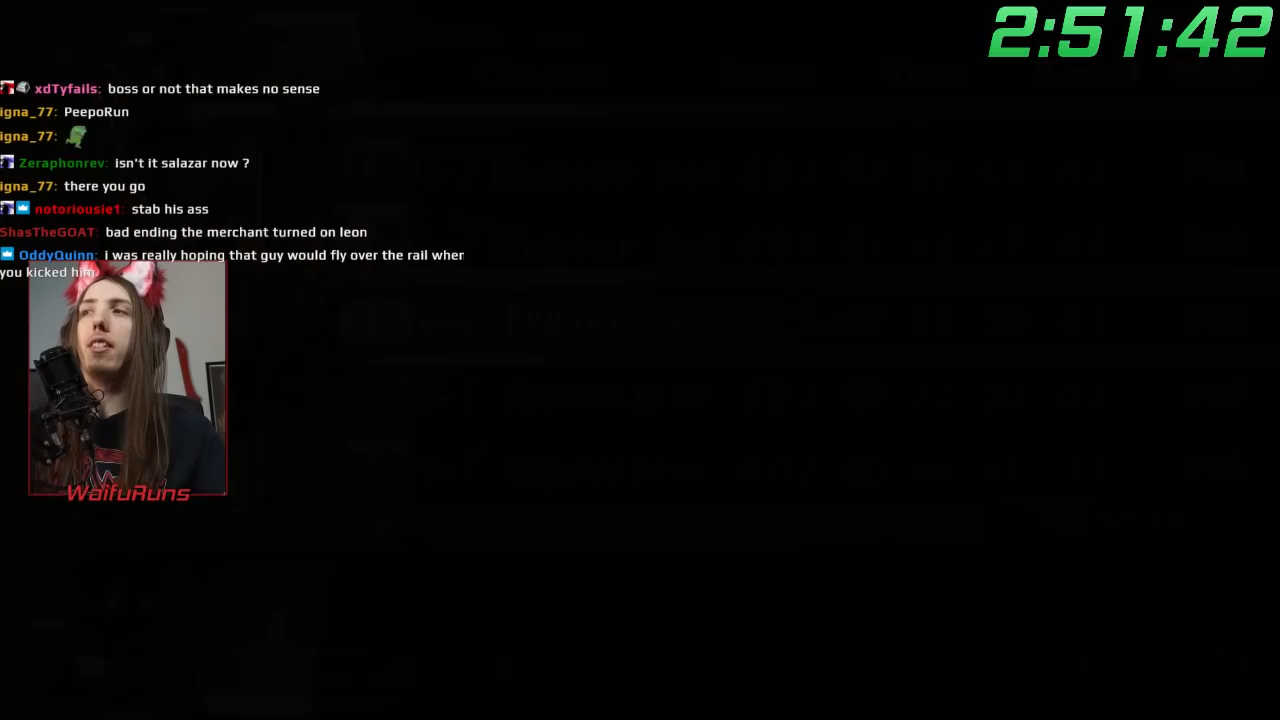 2:51:42
xdTyfails: boss or not that makes no sense
igna_77: PeepoRun
igna_77:
Zeraphonrev: isn't it salazar now ?
igna_77: there you go
notoriousie1: stab his ass
ShasTheGOAT: bad ending the merchant turned on leon
OddyQuinn: i was really hoping that guy would fly over the rail when
you kicked him
WaifuRuns